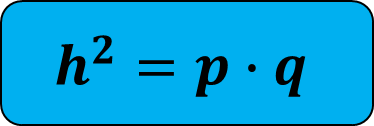 h² = p · q